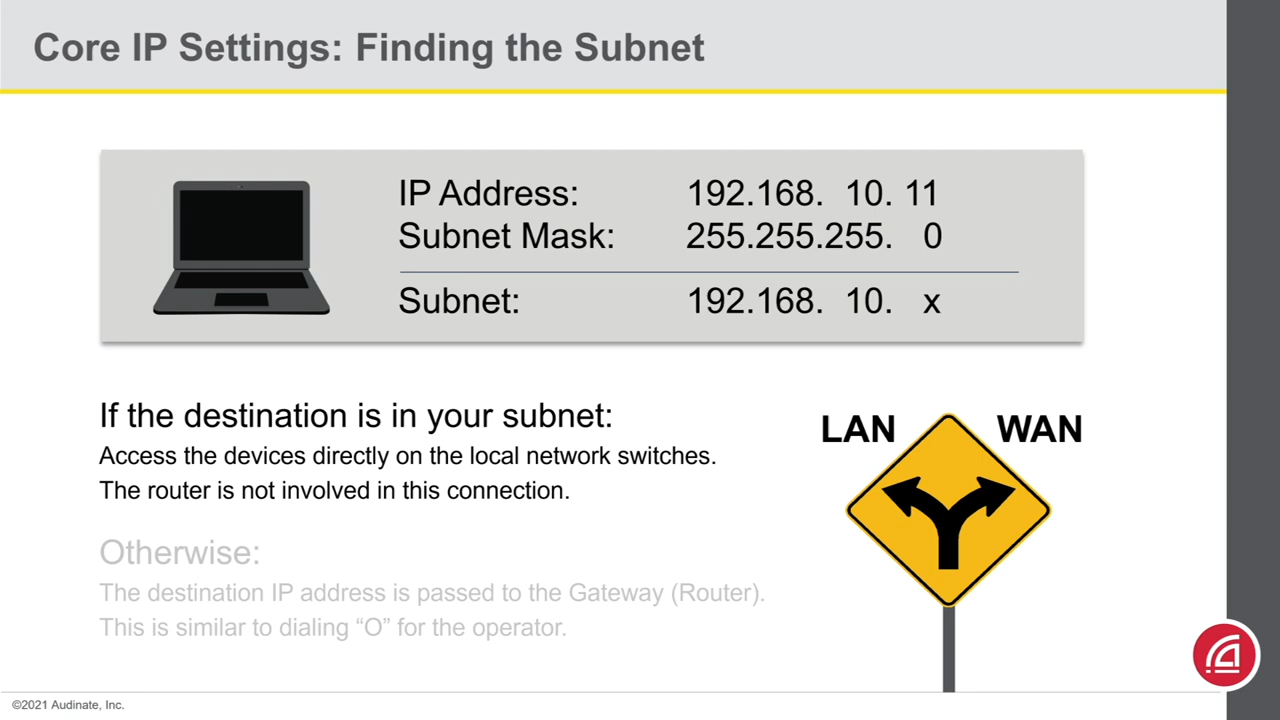 Core IP Settings: Finding the Subnet
IP Address: 192.168. 10. 11
Subnet Mask: 255.255.255. 0
Subnet: 192.168. 10. x
If the destination is in your subnet:
Access the devices directly on the local network switches.
The router is not involved in this connection.
LAN WAN
Otherwise:
The destination IP address is passed to the Gateway (Router).
This is similar to dialing “O” for the operator.
©2021 Audinate, Inc.